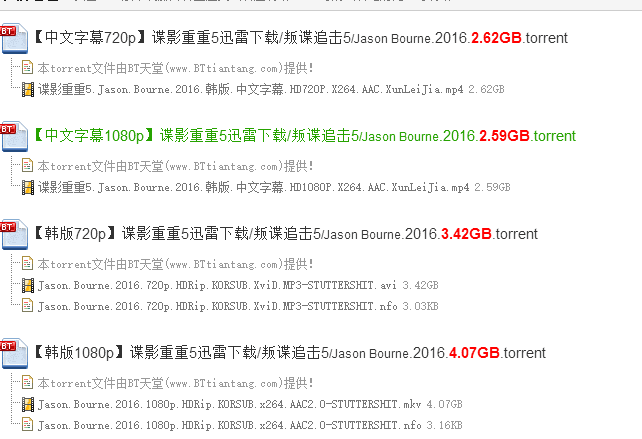 【中文字幕720p】谍影重重5迅雷下载/叛谍追击5/Jason Bourne.2016.2.62GB.torrent
本torrent文件由BT天堂(www.BTtiantang.com)提供!
谍影重重5.Jason.Bourne.2016.韩版.中文字幕.HD720P.X264.AAC.XunLeiJia.mp4 2.62GB
【中文字幕1080p】谍影重重5迅雷下载/叛谍追击5/Jason Bourne.2016.2.59GB.torrent
本torrent文件由BT天堂(www.BTtiantang.com)提供!
谍影重重5.Jason.Bourne.2016.韩版.中文字幕.HD1080P.X264.AAC.XunLeiJia.mp4 2.59GB
【韩版720p】谍影重重5迅雷下载/叛谍追击5/Jason Bourne.2016.3.42GB.torrent
本torrent文件由BT天堂(www.BTtiantang.com)提供!
Jason.Bourne.2016.720p.HDRip.KORSUB.XviD.MP3-STUTTERSHIT.avi 3.42GB
Jason.Bourne.2016.720p.HDRip.KORSUB.XviD.MP3-STUTTERSHIT.nfo 3.03KB
【韩版1080p】谍影重重5迅雷下载/叛谍追击5/Jason Bourne.2016.4.07GB.torrent
本torrent文件由BT天堂(www.BTtiantang.com)提供!
Jason.Bourne.2016.1080p.HDRip.KORSUB.x264.AAC2.0-STUTTERSHIT.mkv 4.07GB
Jason.Bourne.2016.1080p.HDRip.KORSUB.x264.AAC2.0-STUTTERSHIT.nfo 3.16KB